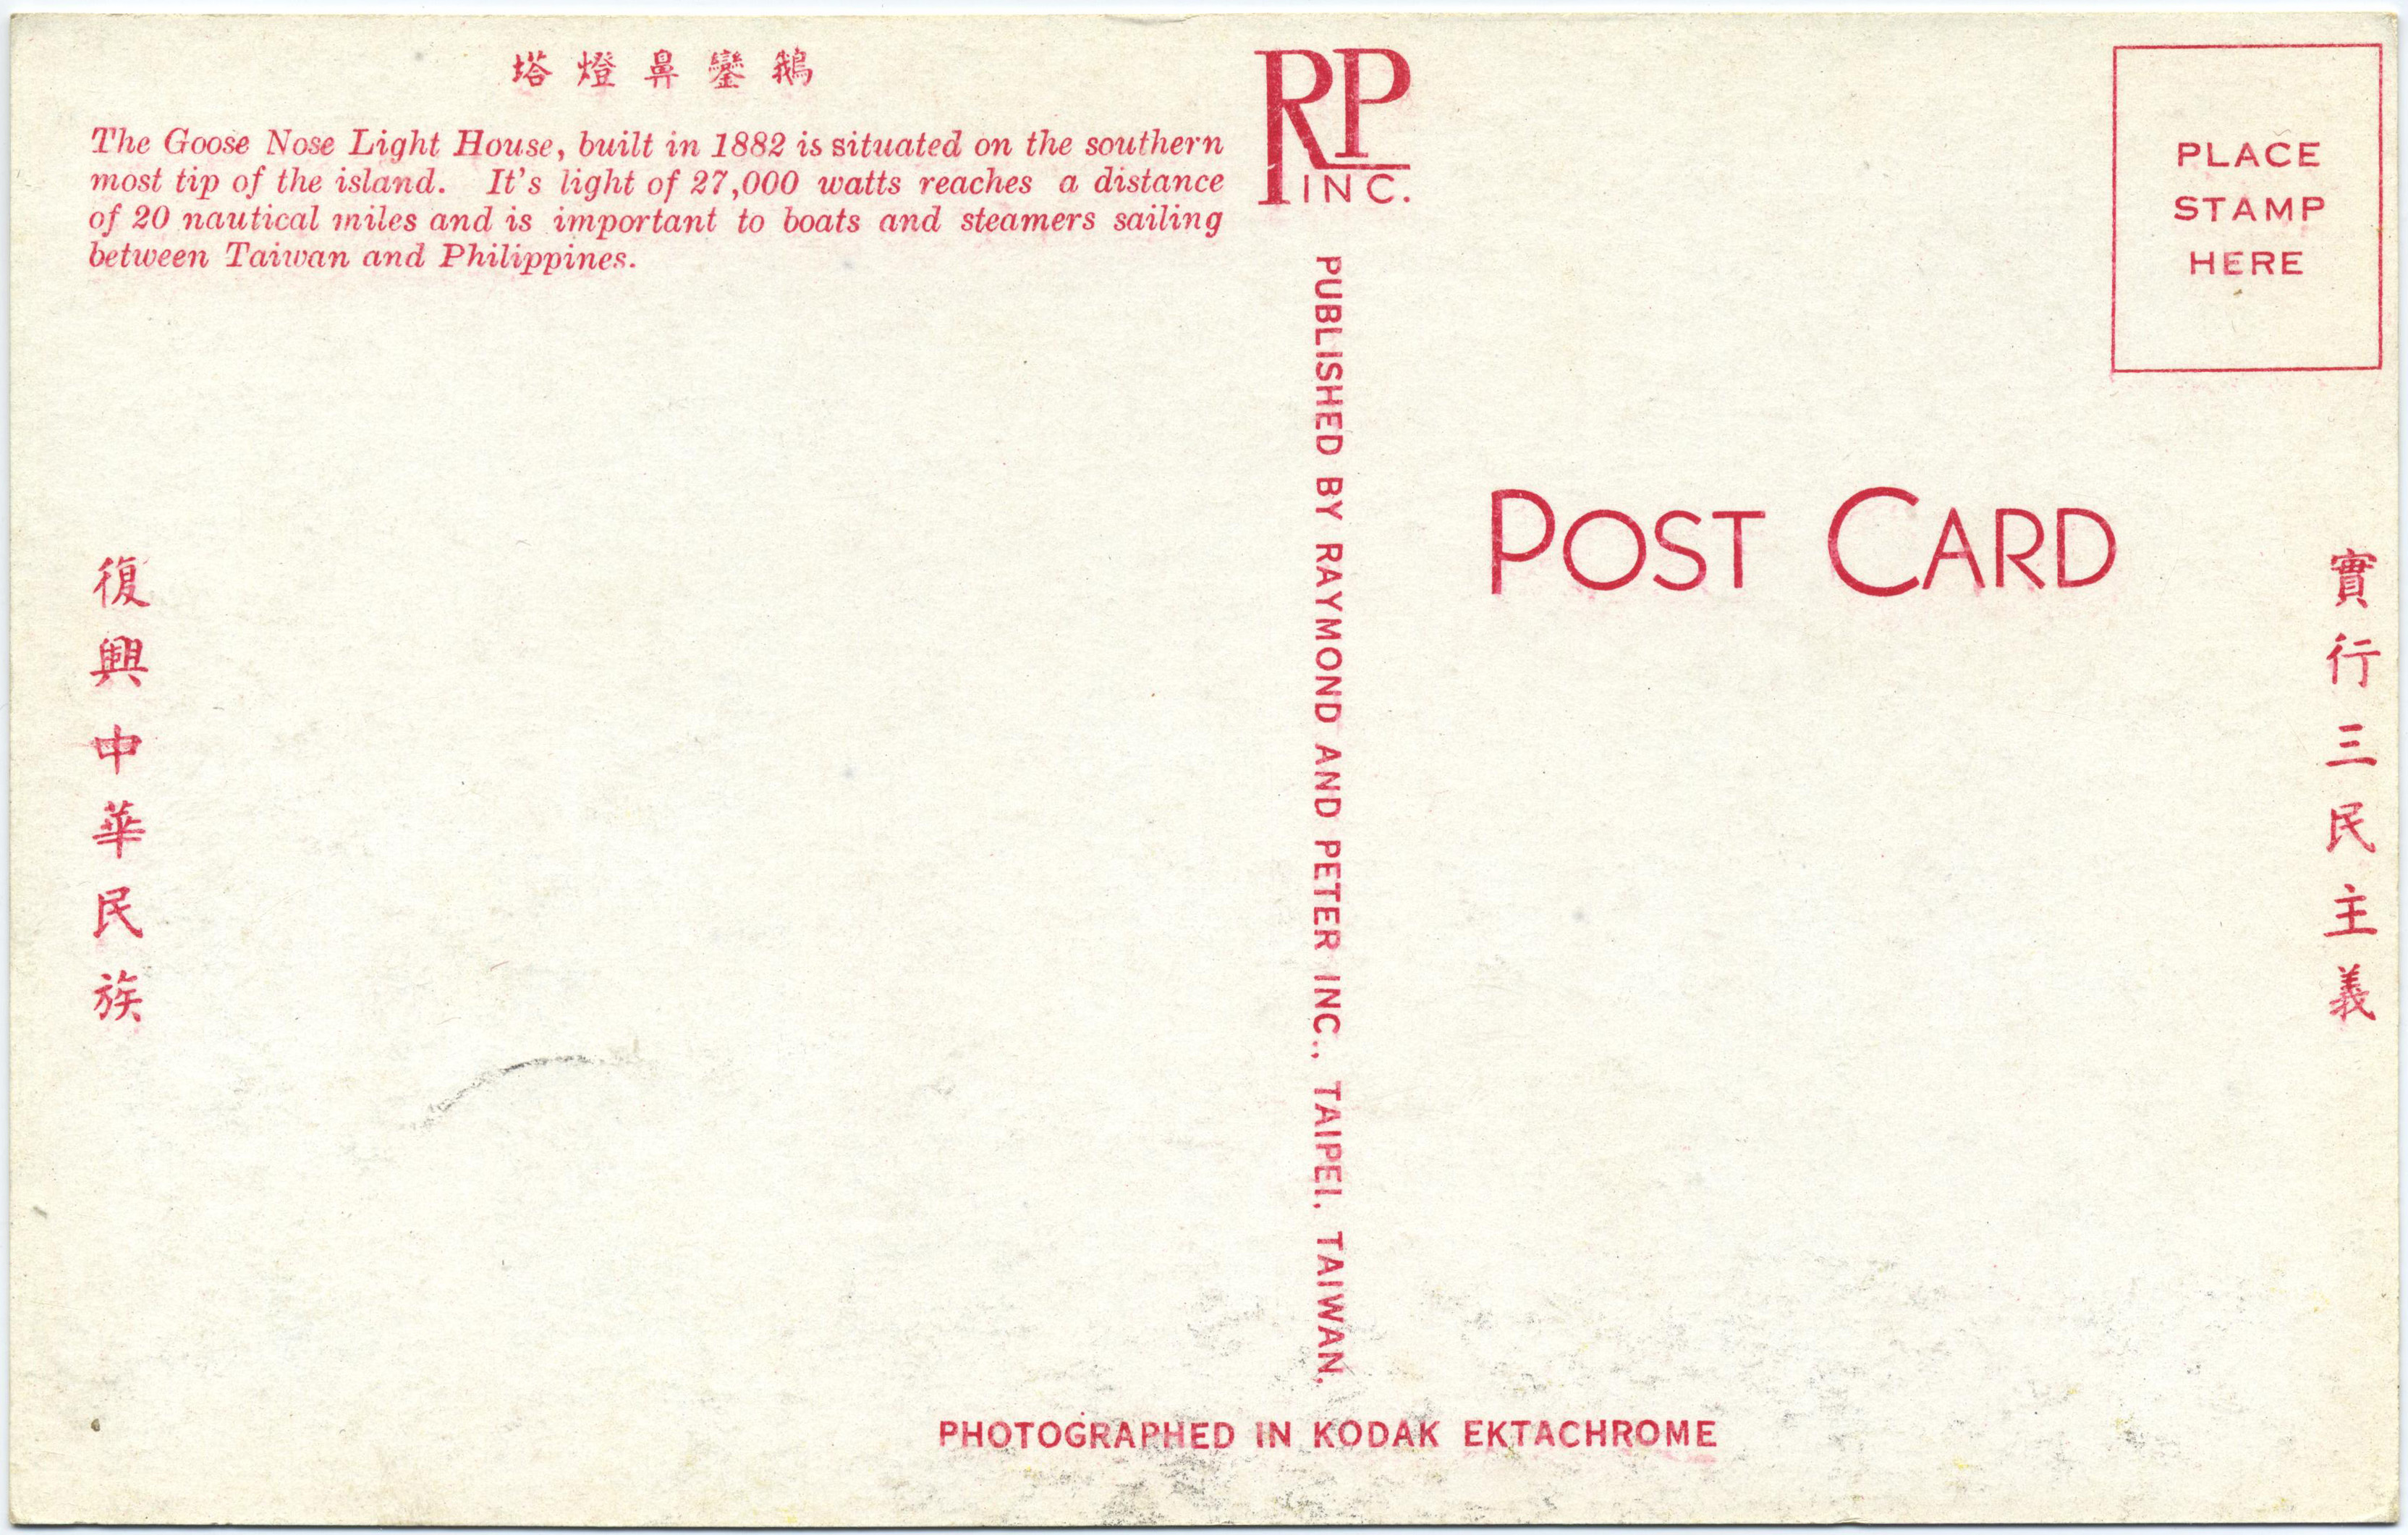 塔燈鼻鑾鵝
The Goose Nose Light House, built in 1882 is situated on the southern
most tip of the island. It's light of 27,000 watts reaches a distance
of 20 nautical miles and is important to boats and steamers sailing
between Taiwan and Philippines.
復興中華民族
RP
INC.
PUBLISHED BY RAYMOND AND PETER INC., TAIPEI, TAIWAN.
PLACE
STAMP
HERE
POST CARD
實行三民主義
PHOTOGRAPHED IN KODAK EKTACHROME